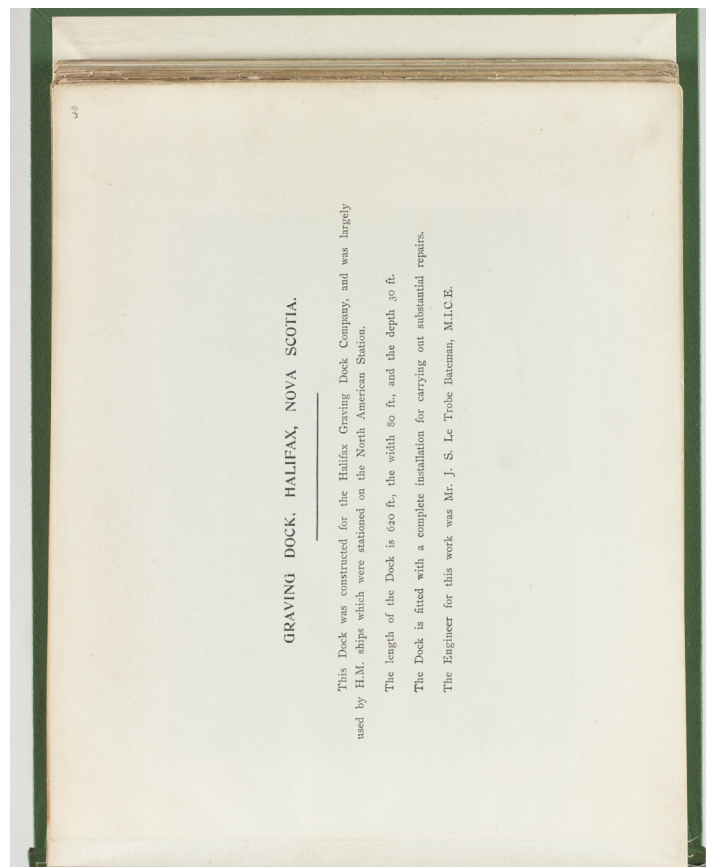 GRAVING DOCK, HALIFAX, NOVA SCOTIA.
This Dock was constructed for the Halifax Graving Dock Company, and was largely
used by H.M. ships which were stationed on the North American Station.
The length of the Dock is 620 ft., the width 80 ft., and the depth 30 ft.
The Dock is fitted with a complete installation for carrying out substantial repairs.
The Engineer for this work was Mr. J. S. Le Trobe Bateman, M.I.C.E.